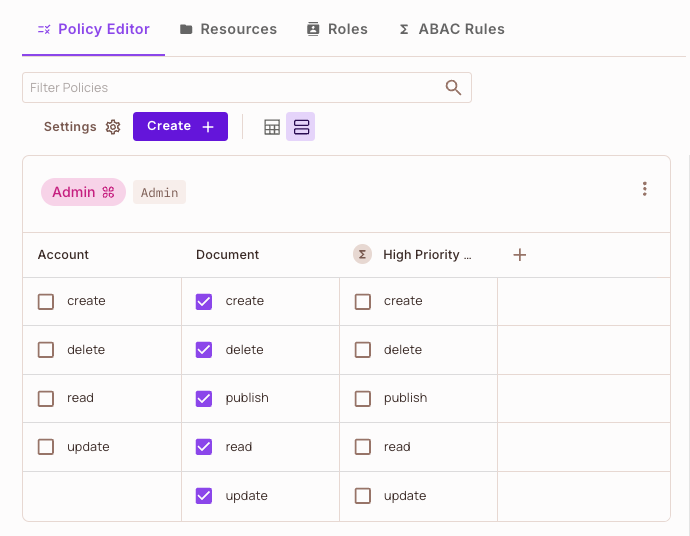 Policy Editor Resources Roles Σ ABAC Rules
Filter Policies
Settings Create +
Admin Admin
Account Document Σ High Priority ... +
create create create
delete delete delete
read publish publish
update read read
update update